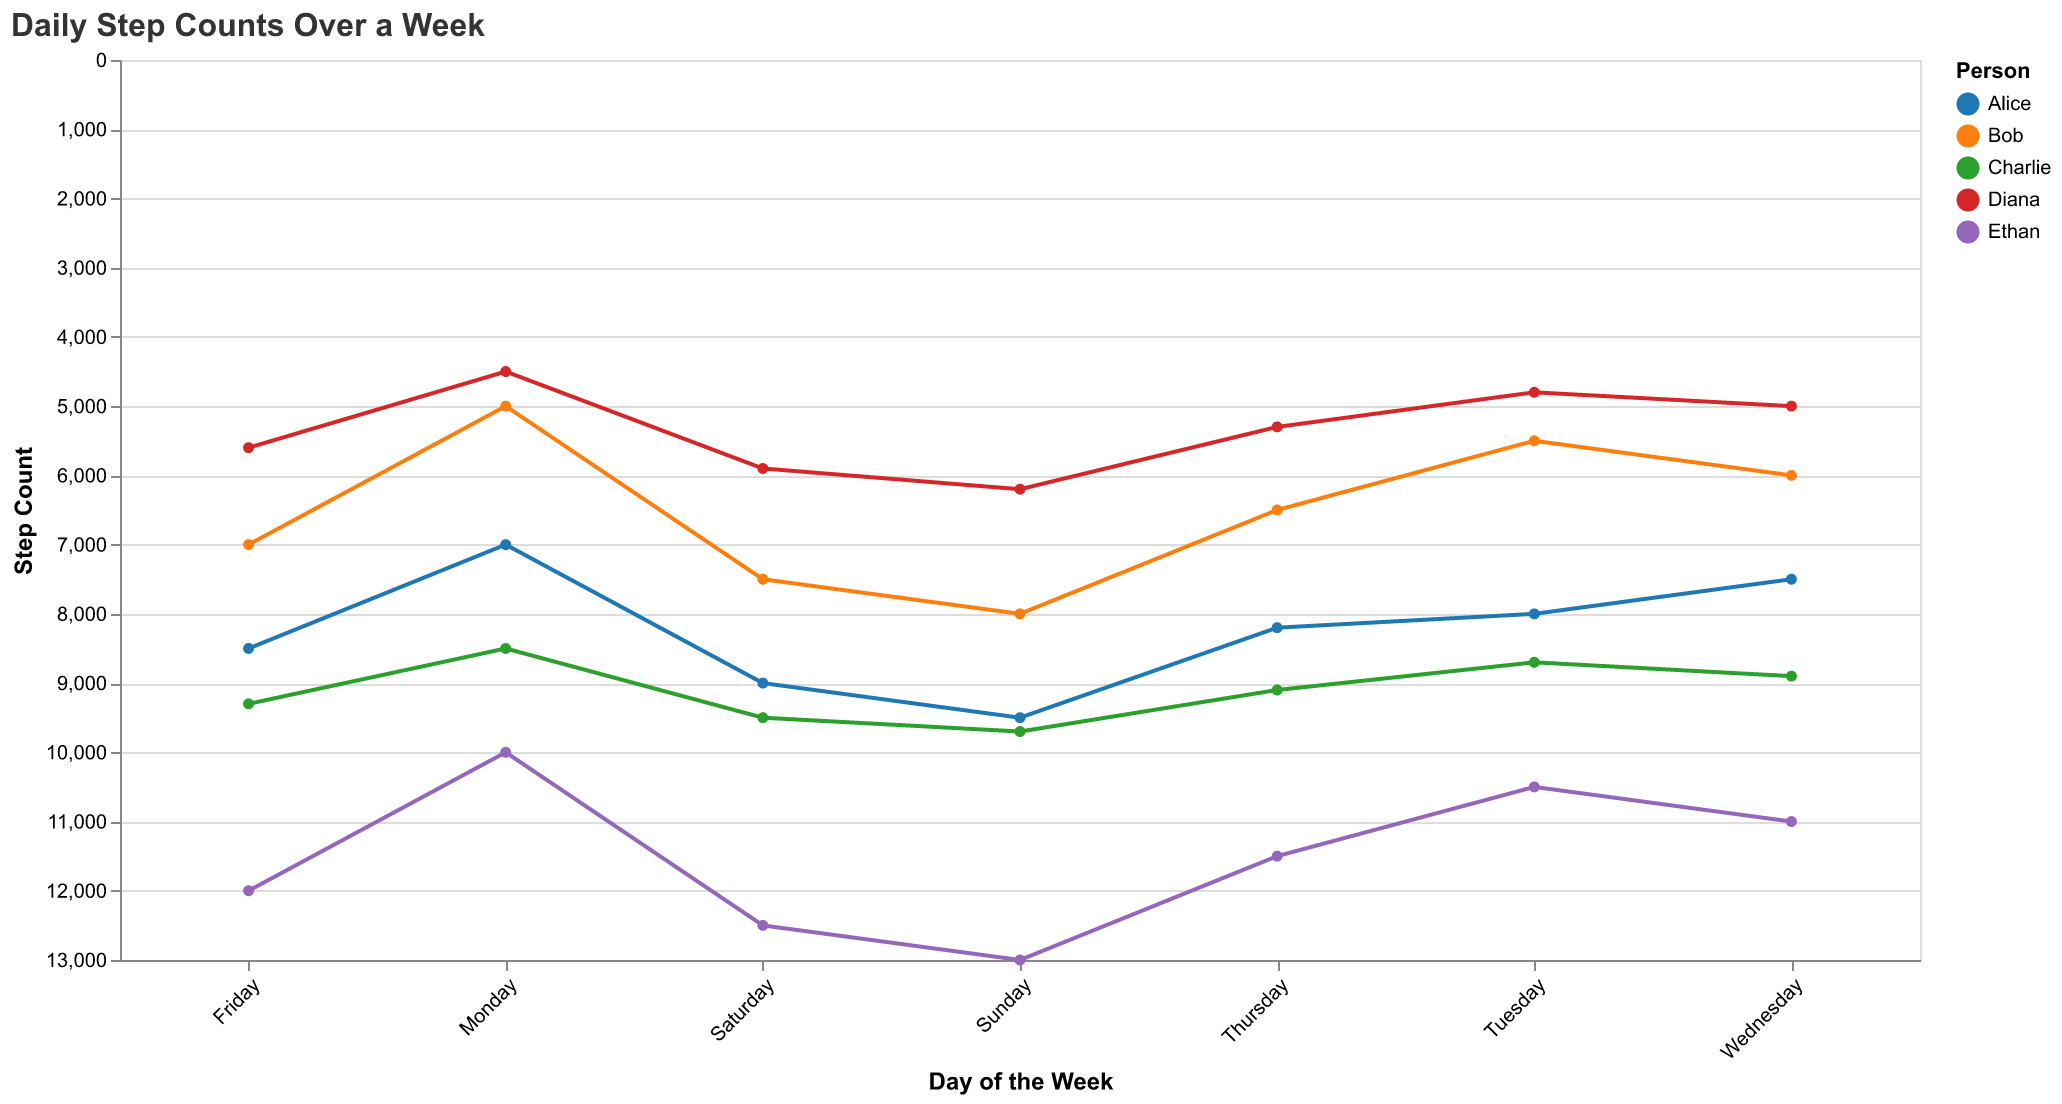 Daily Step Counts Over a Week
0
1,000
2,000
3,000
4,000
5,000
6,000
7,000
8,000
9,000
10,000
11,000
12,000
13,000
Step Count
Friday
Monday
Saturday
Sunday
Thursday
Tuesday
Wednesday
Day of the Week
Person
Alice
Bob
Charlie
Diana
Ethan